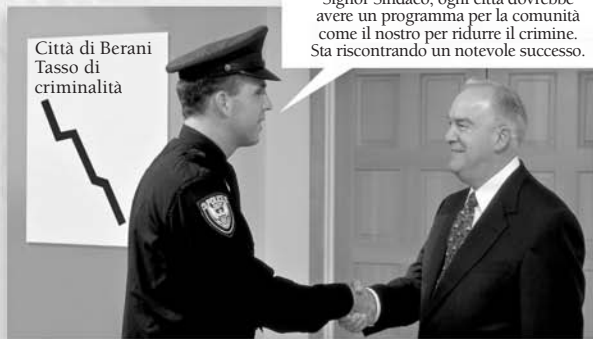 Signor Sindaco, ogni città dovrebbe
avere un programma per la comunità
come il nostro per ridurre il crimine.
Sta riscontrando un notevole successo.
Città di Berani
Tasso di
criminalità
POLICE